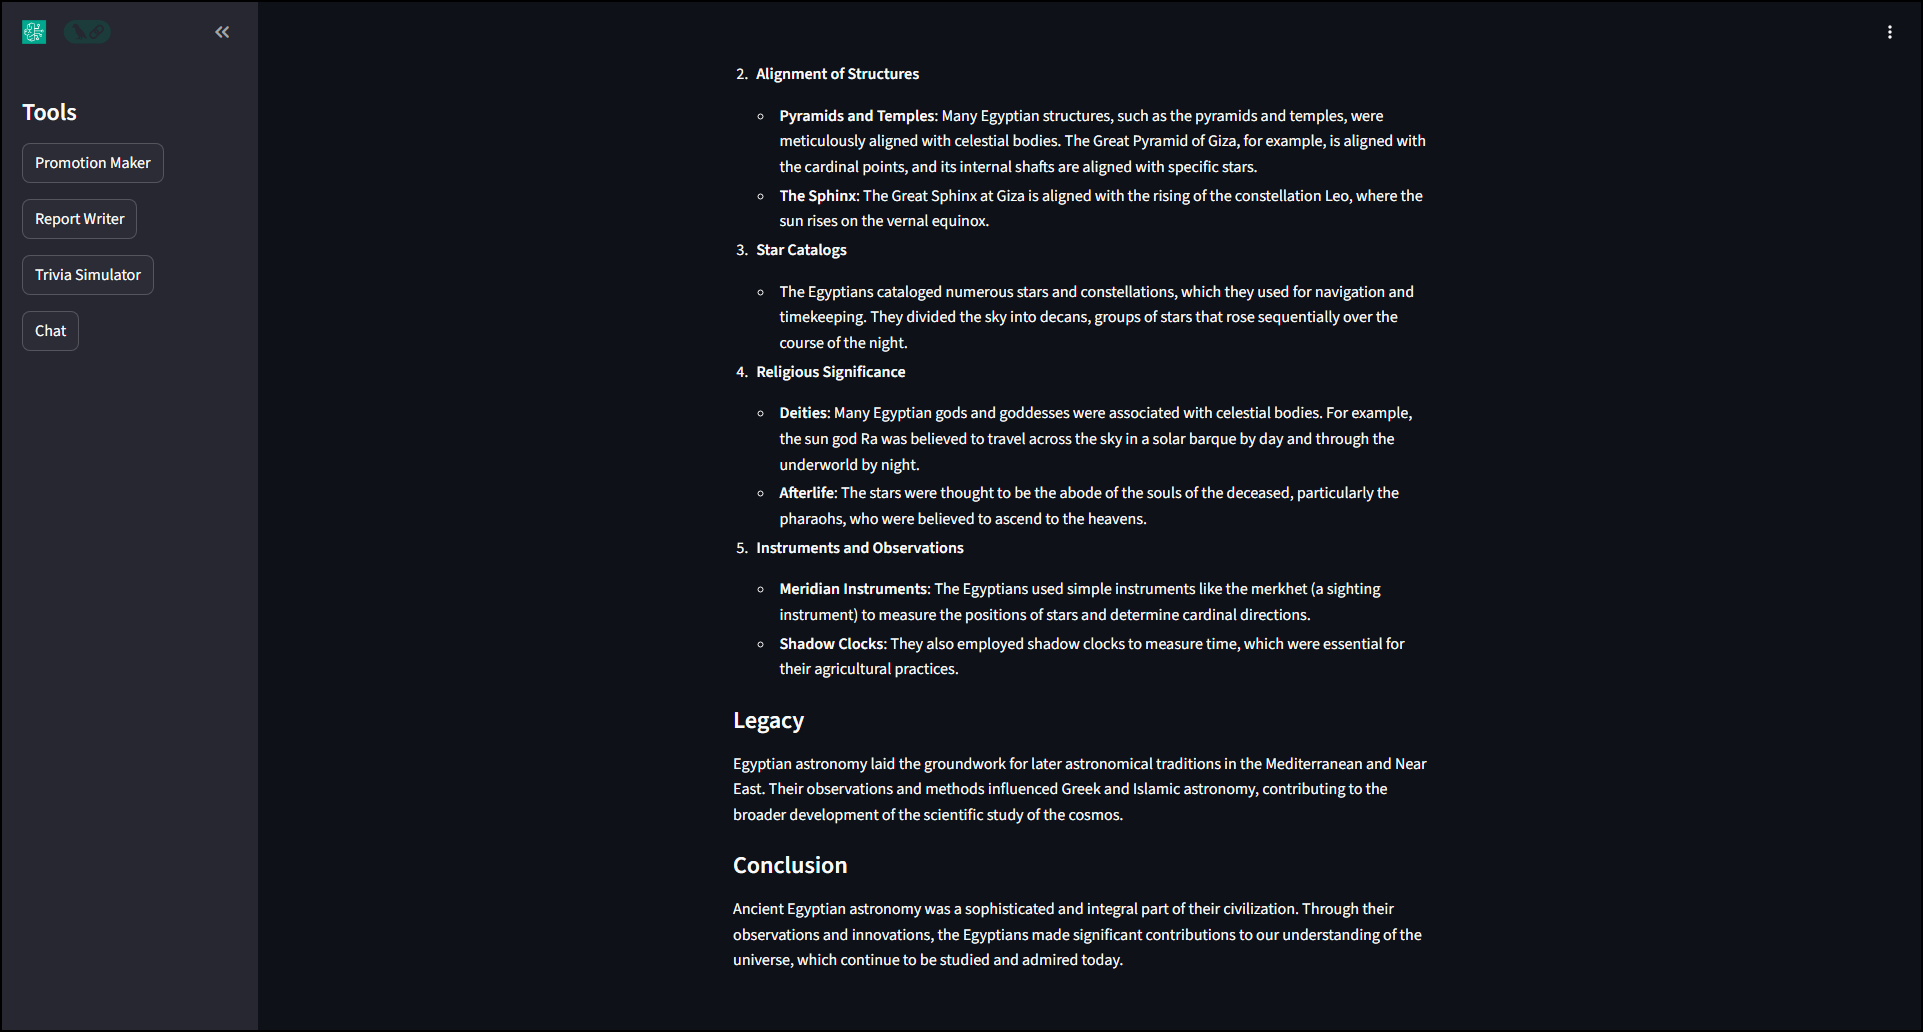 Tools
Promotion Maker
Report Writer
Trivia Simulator
Chat
2. Alignment of Structures
Pyramids and Temples: Many Egyptian structures, such as the pyramids and temples, were
meticulously aligned with celestial bodies. The Great Pyramid of Giza, for example, is aligned with
the cardinal points, and its internal shafts are aligned with specific stars.
The Sphinx: The Great Sphinx at Giza is aligned with the rising of the constellation Leo, where the
sun rises on the vernal equinox.
3. Star Catalogs
The Egyptians cataloged numerous stars and constellations, which they used for navigation and
timekeeping. They divided the sky into decans, groups of stars that rose sequentially over the
course of the night.
4. Religious Significance
Deities: Many Egyptian gods and goddesses were associated with celestial bodies. For example,
the sun god Ra was believed to travel across the sky in a solar barque by day and through the
underworld by night.
Afterlife: The stars were thought to be the abode of the souls of the deceased, particularly the
pharaohs, who were believed to ascend to the heavens.
5. Instruments and Observations
Meridian Instruments: The Egyptians used simple instruments like the merkhet (a sighting
instrument) to measure the positions of stars and determine cardinal directions.
Shadow Clocks: They also employed shadow clocks to measure time, which were essential for
their agricultural practices.
Legacy
Egyptian astronomy laid the groundwork for later astronomical traditions in the Mediterranean and Near
East. Their observations and methods influenced Greek and Islamic astronomy, contributing to the
broader development of the scientific study of the cosmos.
Conclusion
Ancient Egyptian astronomy was a sophisticated and integral part of their civilization. Through their
observations and innovations, the Egyptians made significant contributions to our understanding of the
universe, which continue to be studied and admired today.